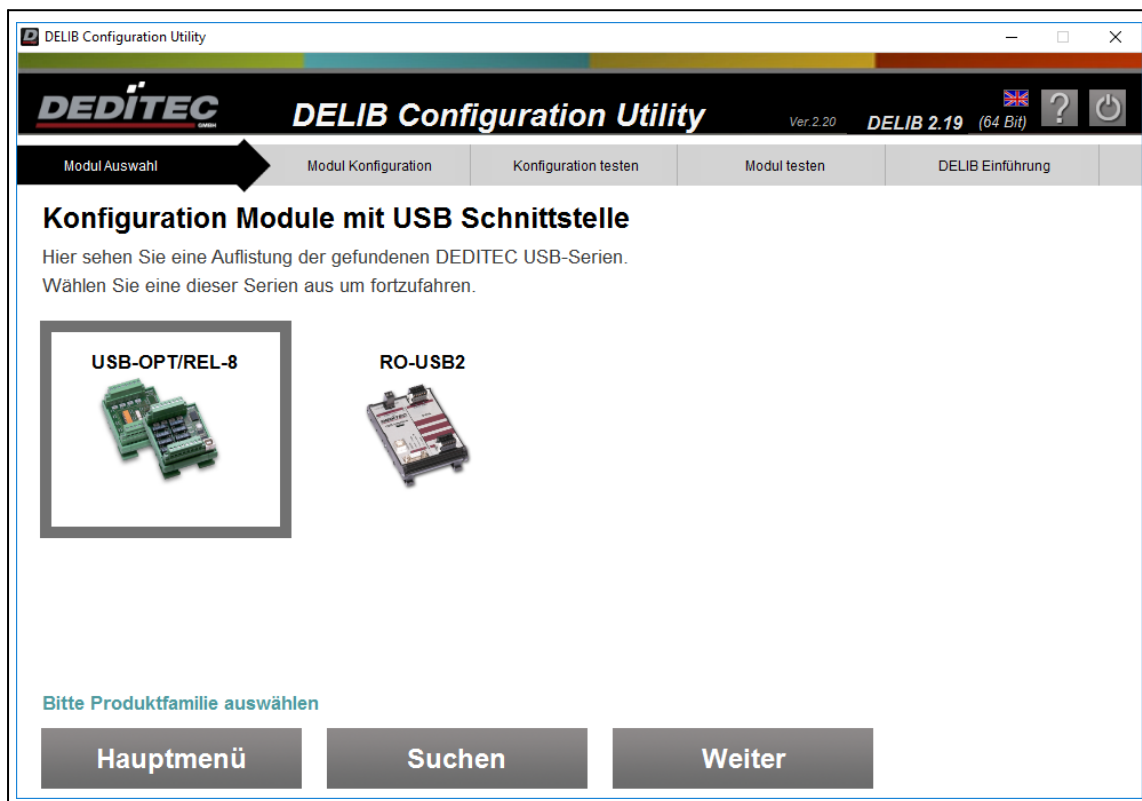 DELIB Configuration Utility
DEDITEC
GMBH
DELIB Configuration Utility
Ver.2.20
DELIB 2.19 (64 Bit)
?
Modul Auswahl
Modul Konfiguration
Konfiguration testen
Modul testen
DELIB Einführung
Konfiguration Module mit USB Schnittstelle
Hier sehen Sie eine Auflistung der gefundenen DEDITEC USB-Serien.
Wählen Sie eine dieser Serien aus um fortzufahren.
USB-OPT/REL-8
RO-USB2
Bitte Produktfamilie auswählen
Hauptmenü
Suchen
Weiter